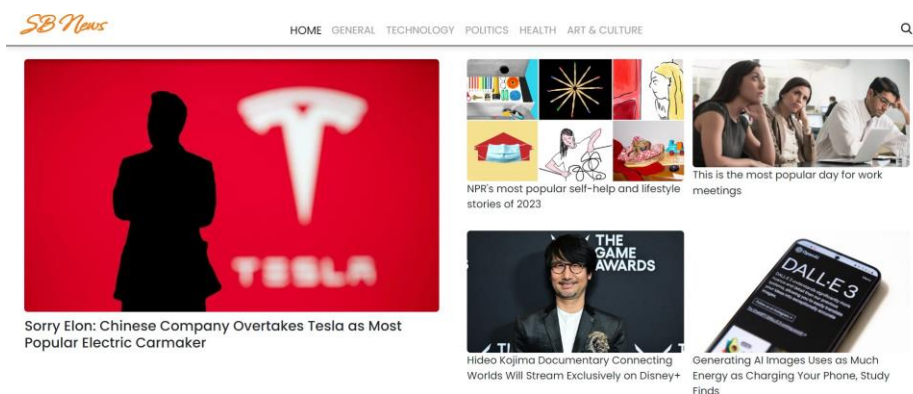 SB News
HOME GENERAL TECHNOLOGY POLITICS HEALTH ART & CULTURE
TESLA
Sorry Elon: Chinese Company Overtakes Tesla as Most
Popular Electric Carmaker
NPR's most popular self-help and lifestyle
stories of 2023
This is the most popular day for work
meetings
THE
GAME
AWARDS
Hideo Kojima Documentary Connecting
Worlds Will Stream Exclusively on Disney+
OpenAI
DALL·E 3
Generating AI Images Uses as Much
Energy as Charging Your Phone, Study
Finds